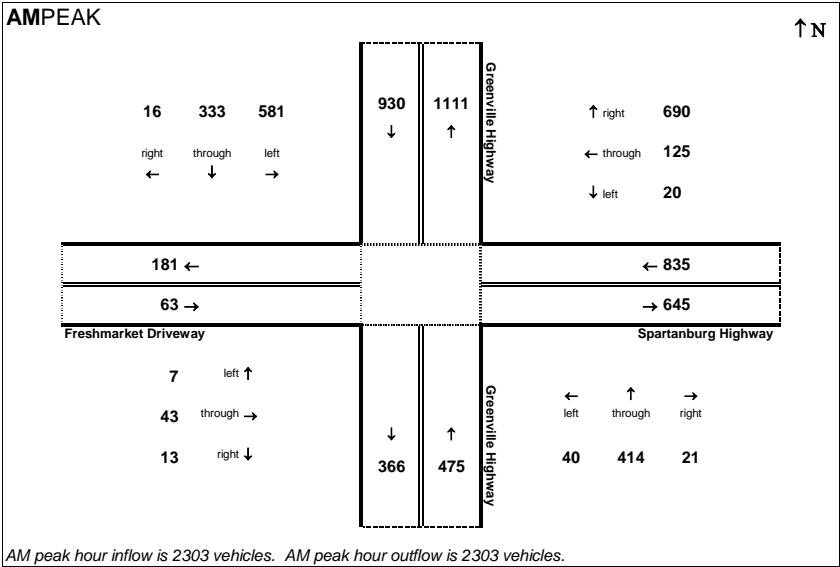 AMPEAK
↑ N
16 333 581
right through left
← ↓ →
930 1111
↓ ↑
Greenville Highway
↑ right 690
← through 125
↓ left 20
181 ←
← 835
63 →
→ 645
Freshmarket Driveway
Spartanburg Highway
7 left ↑
43 through →
13 right ↓
↓ ↑
366 475
Greenville Highway
← ↑ →
left through right
40 414 21
AM peak hour inflow is 2303 vehicles. AM peak hour outflow is 2303 vehicles.